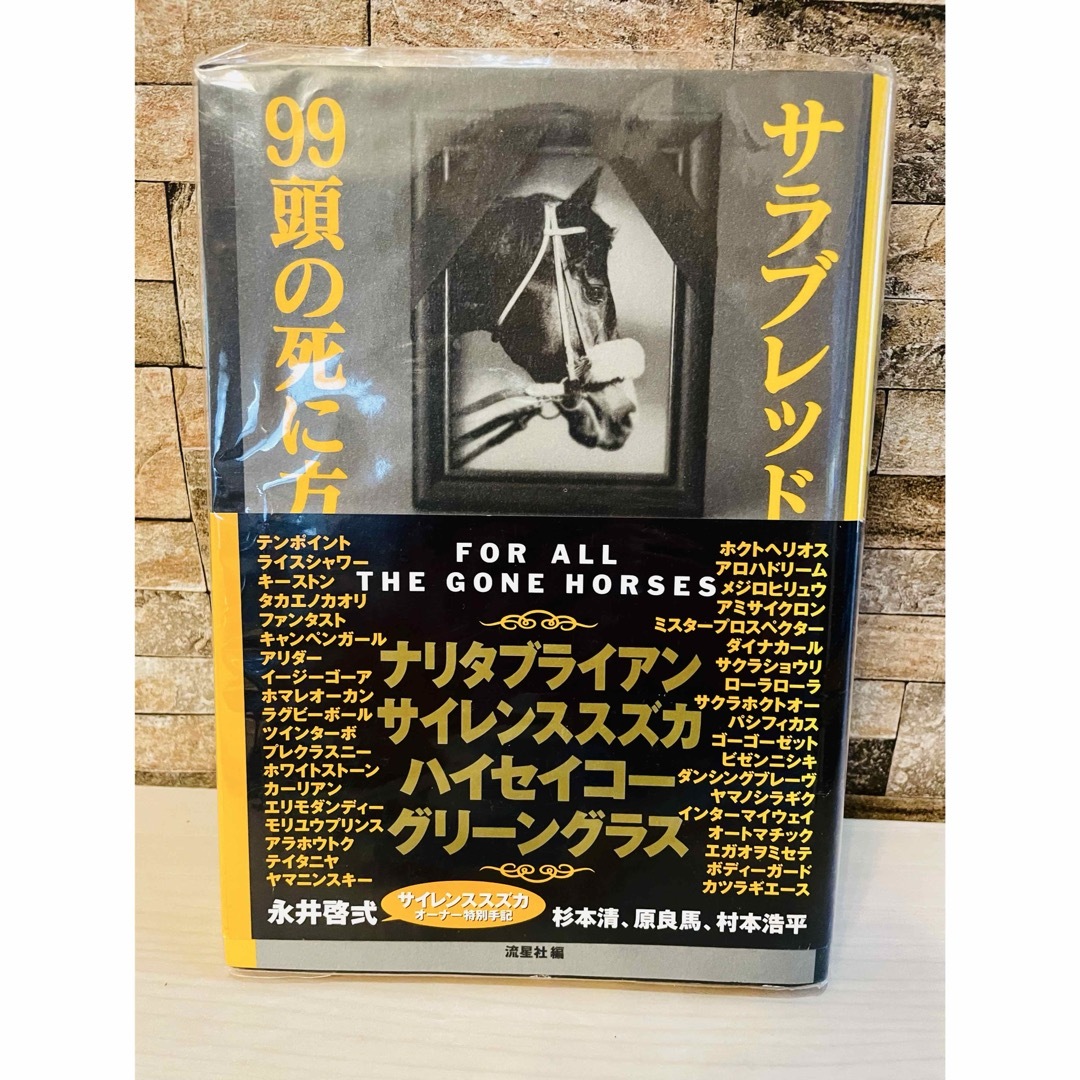 サラブレッド
99頭の死に方
FOR ALL
THE GONE HORSES
ナリタブライアン
サイレンススズカ
ハイセイコー
グリーングラス
テンポイント
ライスシャワー
キーストン
タカエノカオリ
ファンタスト
キャンペンガール
アリダー
イージーゴーア
ホマレオーカン
ラグビーボール
ツインターボ
プレクラスニー
ホワイトストーン
カーリアン
エリモダンディー
モリユウプリンス
アラホウトク
テイタニヤ
ヤマニンスキー
ホクトヘリオス
アロハドリーム
メジロヒリュウ
アミサイクロン
ミスタープロスペクター
ダイナカール
サクラショウリ
ローラローラ
サクラホクトオー
パシフィカス
ゴーゴーゼット
ビゼンニシキ
ダンシングブレーヴ
ヤマノシラギク
インターマイウェイ
オートマチック
エガオヲミセテ
ボディーガード
カツラギエース
永井啓弍
サイレンススズカ
オーナー特別手記
杉本清、原良馬、村本浩平
流星社 編